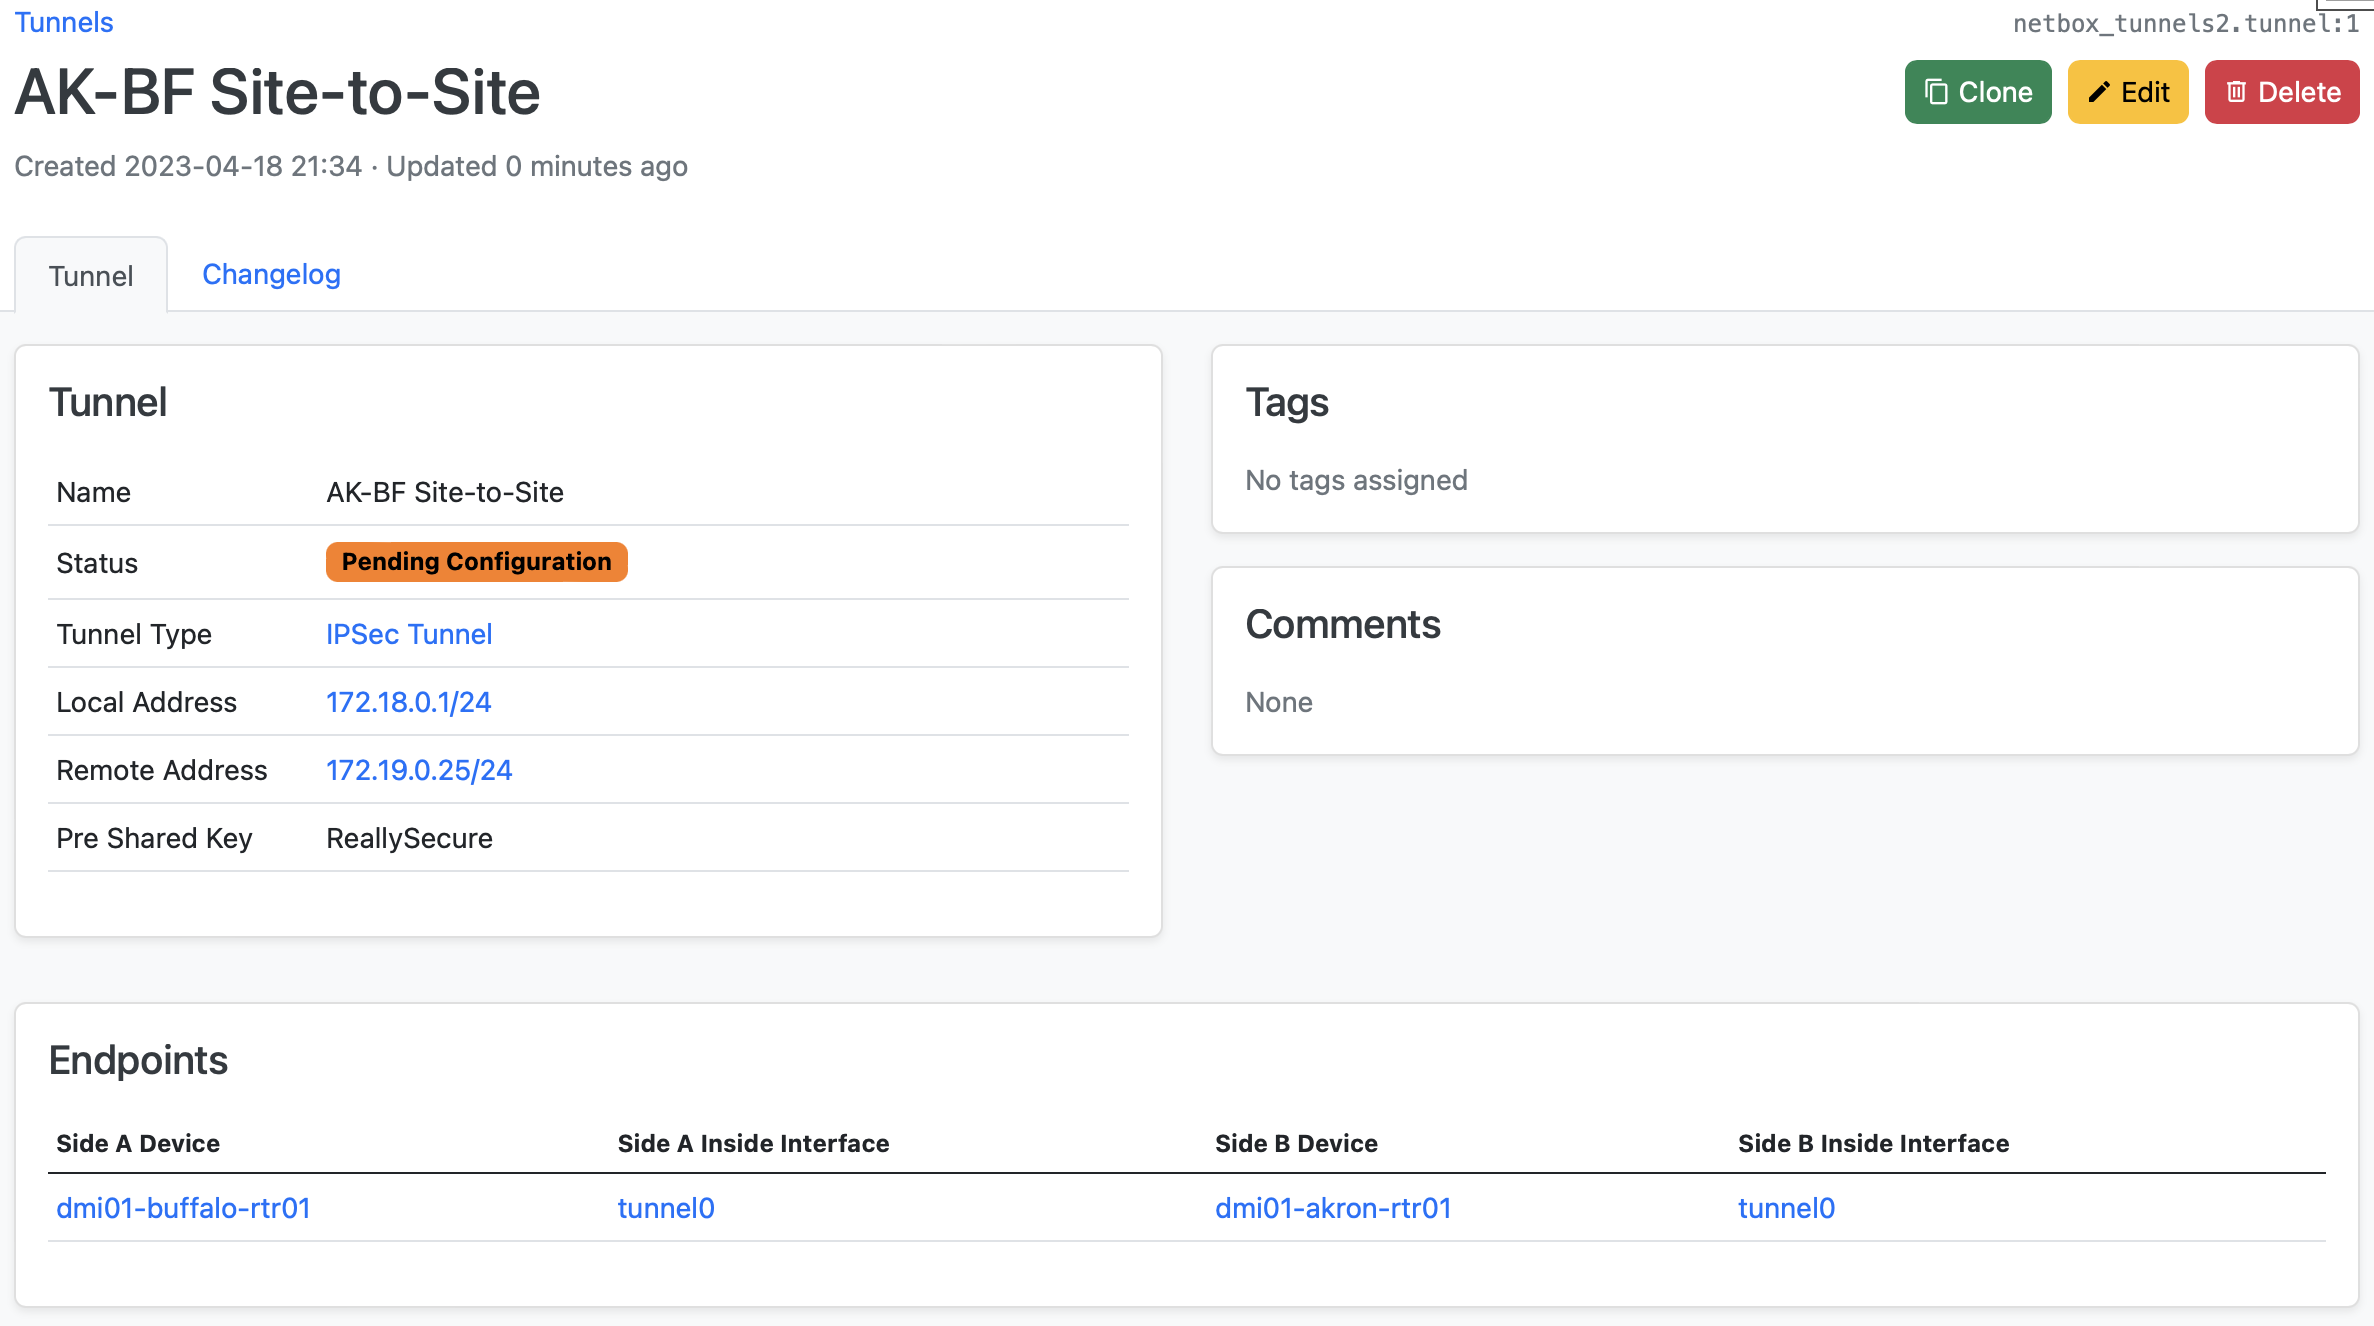 Tunnels
netbox_tunnels2.tunnel:1
AK-BF Site-to-Site
Clone
Edit
Delete
Created 2023-04-18 21:34 · Updated 0 minutes ago
Tunnel
Changelog
Tunnel
Name AK-BF Site-to-Site
Status Pending Configuration
Tunnel Type IPSec Tunnel
Local Address 172.18.0.1/24
Remote Address 172.19.0.25/24
Pre Shared Key ReallySecure
Tags
No tags assigned
Comments
None
Endpoints
Side A Device Side A Inside Interface Side B Device Side B Inside Interface
dmi01-buffalo-rtr01 tunnel0 dmi01-akron-rtr01 tunnel0